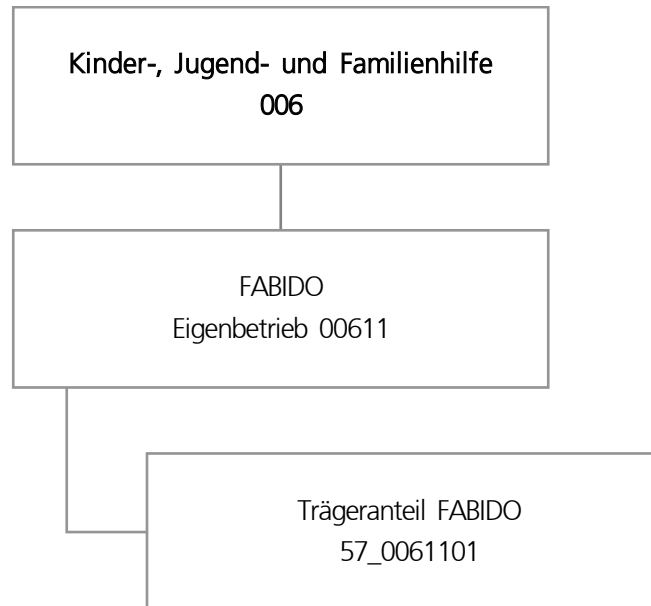 Kinder-, Jugend- und Familienhilfe
006
FABIDO
Eigenbetrieb 00611
Trägeranteil FABIDO
57_0061101